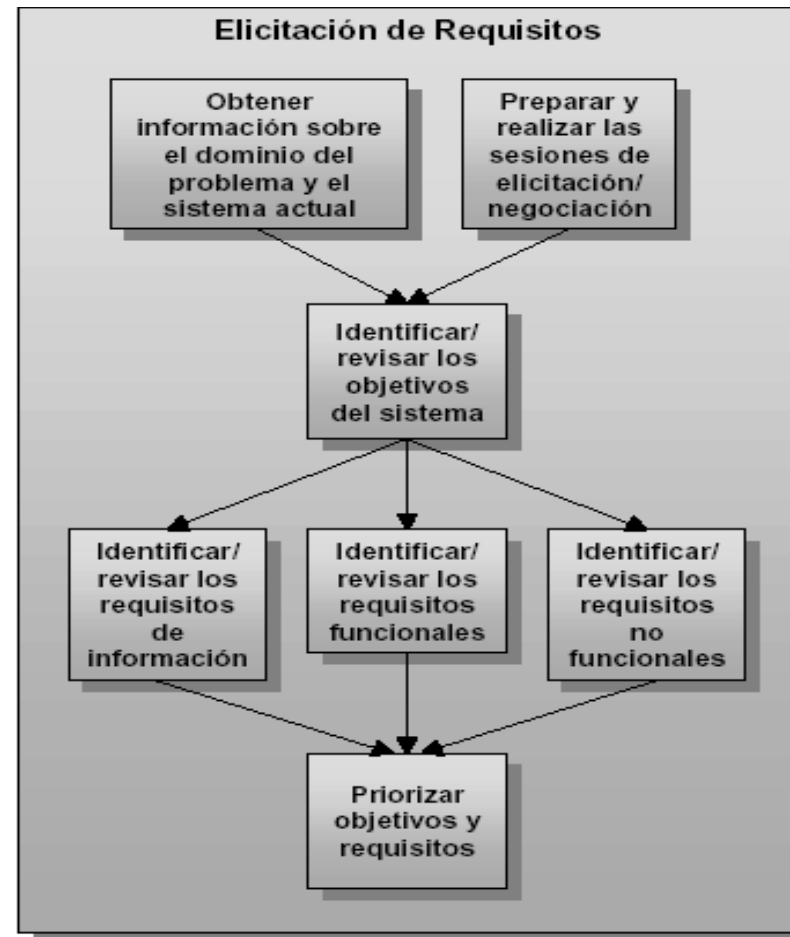 Elicitación de Requisitos
Obtener
información sobre
el dominio del
problema y el
sistema actual
Preparar y
realizar las
sesiones de
elicitación/
negociación
Identificar/
revisar los
objetivos
del sistema
Identificar/
revisar los
requisitos
de
información
Identificar/
revisar los
requisitos
funcionales
Identificar/
revisar los
requisitos
no
funcionales
Priorizar
objetivos y
requisitos